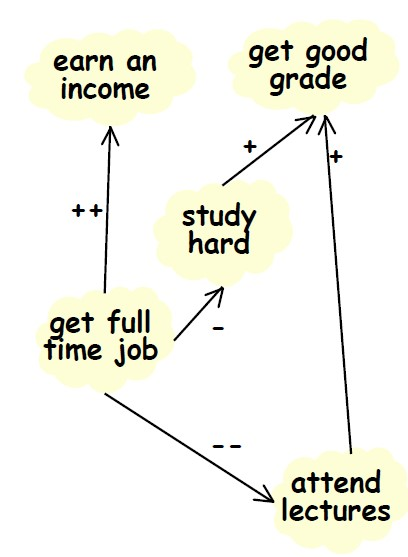 earn an
income
get good
grade
+
+
++
study
hard
get full
time job
-
--
attend
lectures